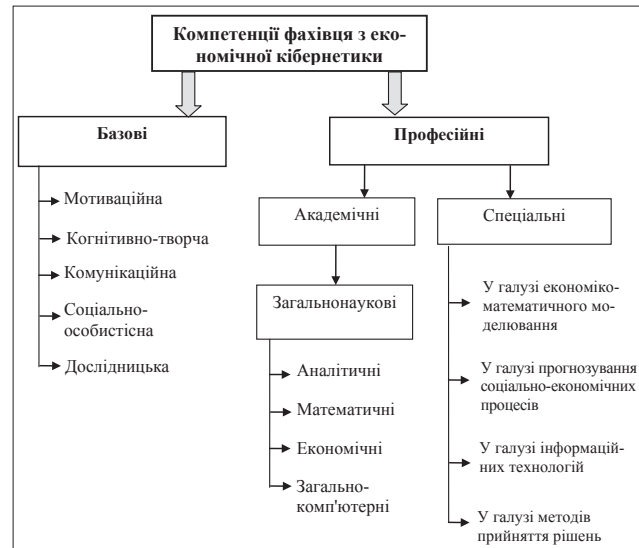 Компетенції фахівця з еко-
номічної кібернетики
Базові
Мотиваційна
Когнитивно-творча
Комунікаційна
Соціально-
особистісна
Дослідницька
Професійні
Академічні
Загальнонаукові
Аналітичні
Математичні
Економічні
Загально-
комп'ютерні
Спеціальні
У галузі економіко-
математичного мо-
делювання
У галузі прогнозування
соціально-економічних
процесів
У галузі інформацій-
них технологій
У галузі методів
прийняття рішень